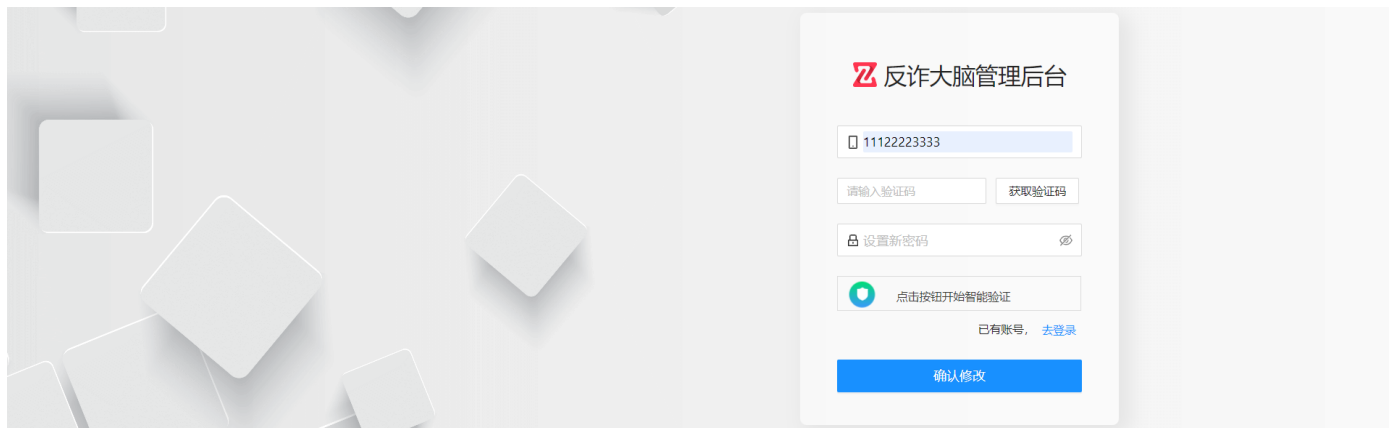 反诈大脑管理后台
11122223333
请输入验证码 获取验证码
设置新密码
点击按钮开始智能验证
已有账号， 去登录
确认修改